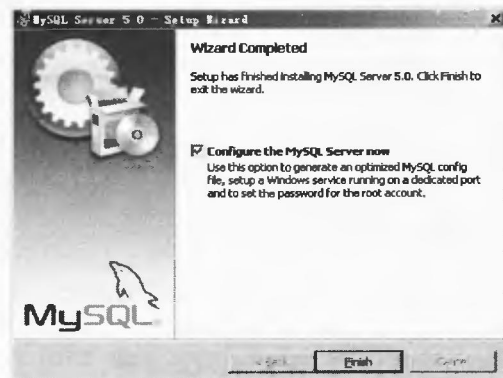 MySQL Server 5.0 - Setup Wizard
Wizard Completed
Setup has finished installing MySQL Server 5.0. Click Finish to
exit the wizard.
Configure the MySQL Server now
Use this option to generate an optimized MySQL config
file, setup a Windows service running on a dedicated port
and to set the password for the root account.
MySQL
< Back Finish Cancel